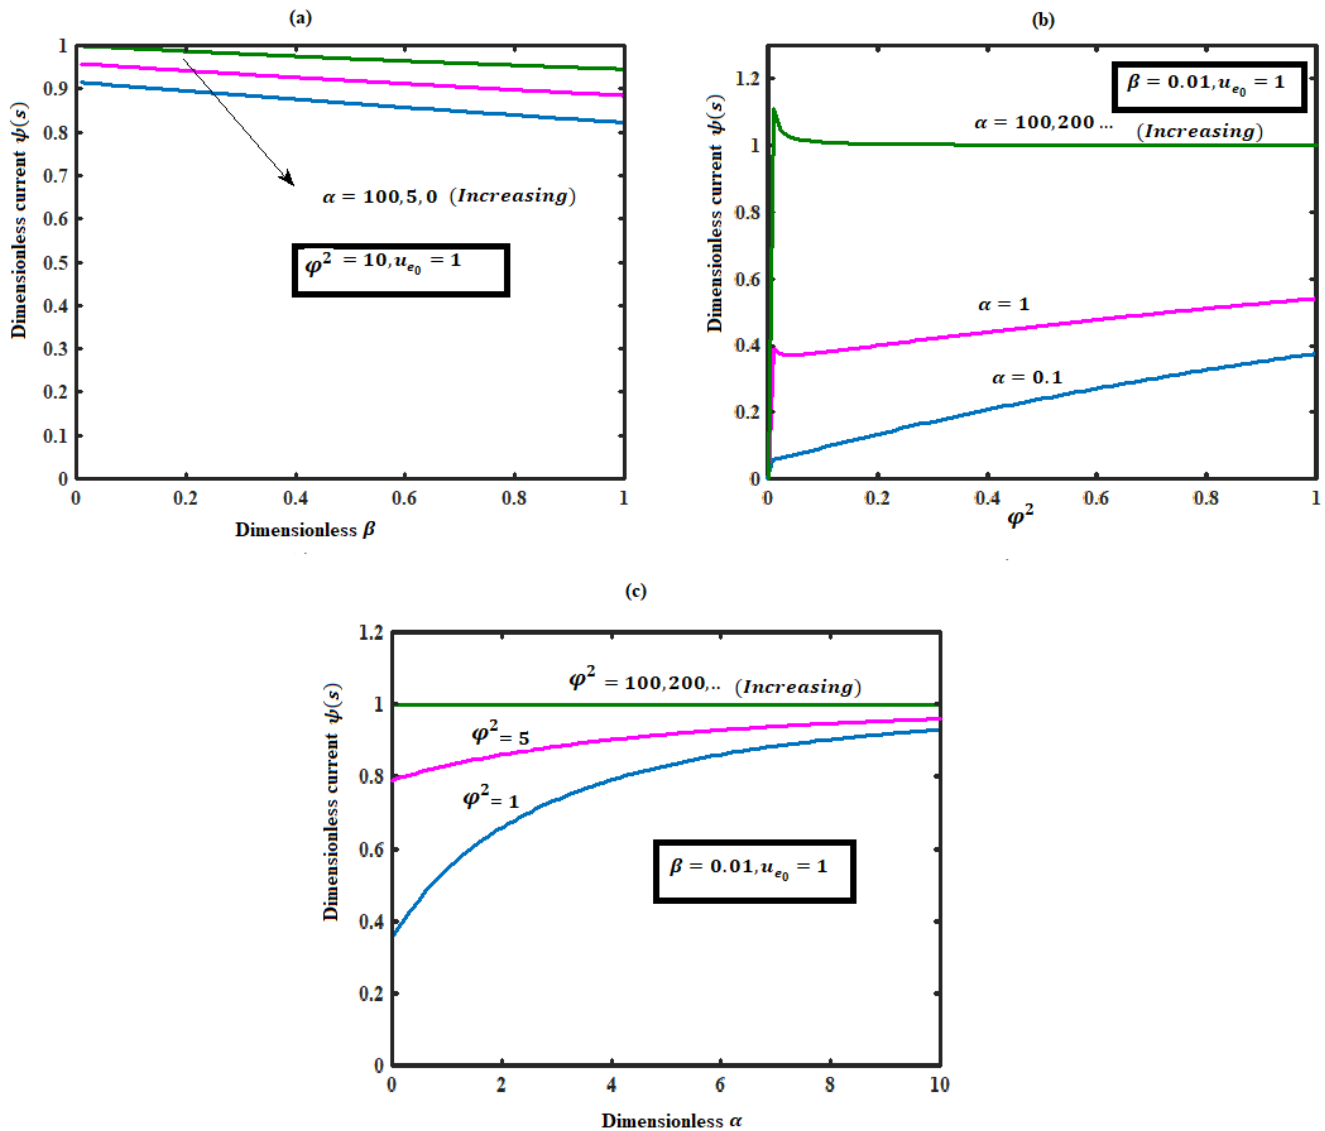 (a)
Dimensionless current ψ(s)
1
0.9
0.8
0.7
0.6
0.5
0.4
0.3
0.2
0.1
0
α = 100,5,0 (Increasing)
φ² = 10, uₑ₀ = 1
0 0.2 0.4 0.6 0.8 1
Dimensionless β
(b)
Dimensionless current ψ(s)
1.2
1
0.8
0.6
0.4
0.2
0
β = 0.01, uₑ₀ = 1
α = 100,200 ... (Increasing)
α = 1
α = 0.1
0 0.2 0.4 0.6 0.8 1
φ²
(c)
Dimensionless current ψ(s)
1.2
1
0.8
0.6
0.4
0.2
0
φ² = 100,200,.. (Increasing)
φ² = 5
φ² = 1
β = 0.01, uₑ₀ = 1
0 2 4 6 8 10
Dimensionless α